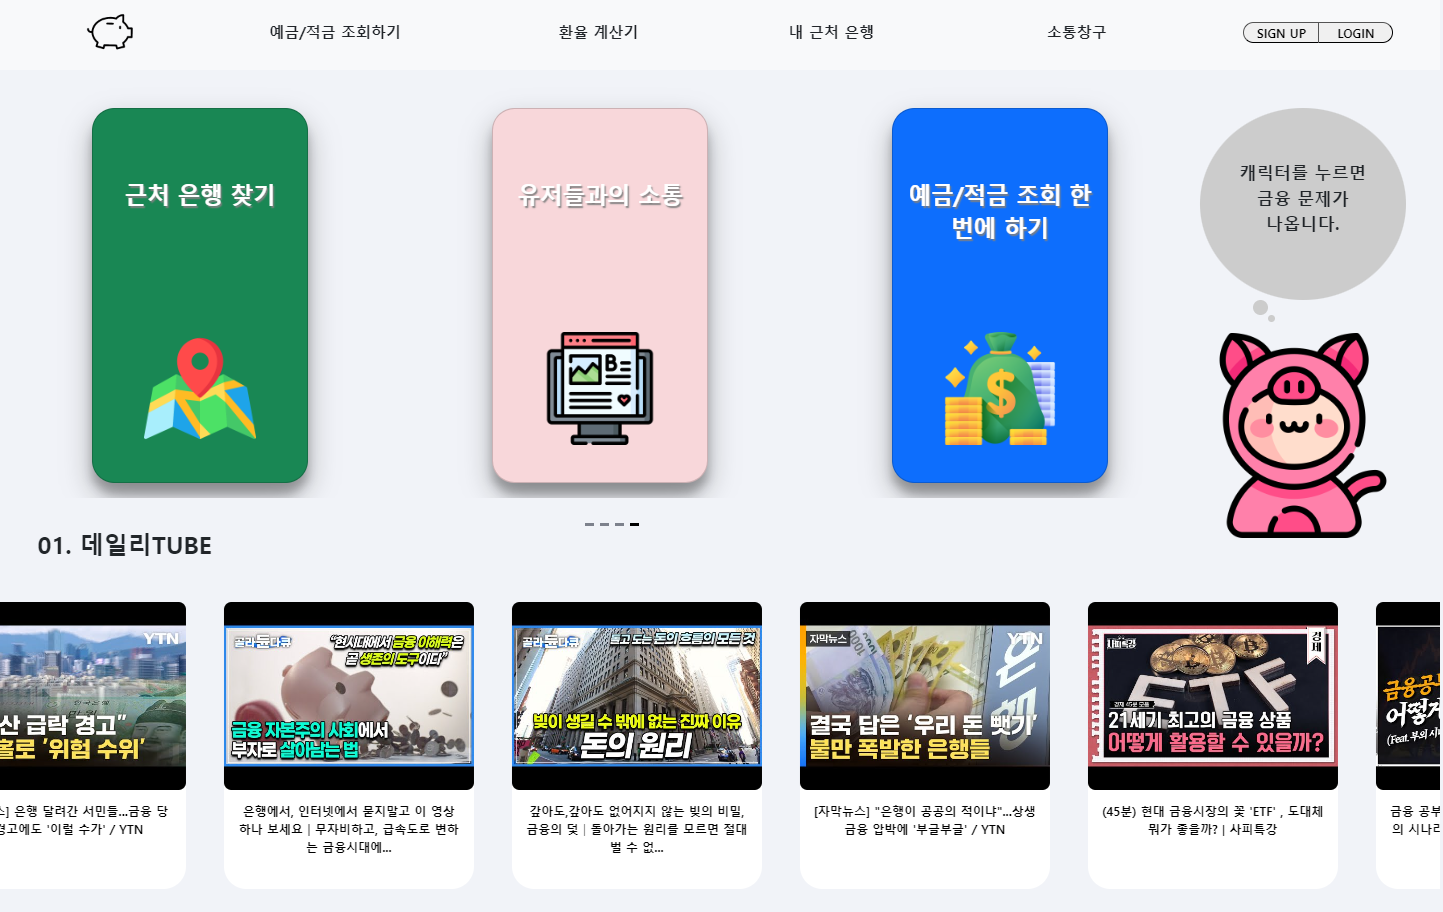 예금/적금 조회하기
환율 계산기
내 근처 은행
소통창구
SIGN UP
LOGIN
근처 은행 찾기
유저들과의 소통
예금/적금 조회 한
번에 하기
캐릭터를 누르면
금융 문제가
나옵니다.
01. 데일리TUBE
YTN
산 급락 경고"
홀로 '위험 수위'
스] 은행 달려간 서민들...금융 당
경고에도 '이럴 수가' / YTN
골라둔다큐
"현시대에서 금융 이해력은
곧 생존의 도구이다"
금융 자본주의 사회에서
부자로 살아남는 법
은행에서, 인터넷에서 묻지말고 이 영상
하나 보세요 | 무자비하고, 급속도로 변하
는 금융시대에...
골라둔다큐
돌고 도는 돈의 흐름의 모든 것
빚이 생길 수 밖에 없는 진짜 이유
돈의 원리
갚아도,갚아도 없어지지 않는 빚의 비밀,
금융의 덫 | 돌아가는 원리를 모르면 절대
벌 수 없...
자막뉴스
YTN
은행
결국 답은 '우리 돈 뺏기'
불만 폭발한 은행들
[자막뉴스] "은행이 공공의 적이냐"...상생
금융 압박에 '부글부글' / YTN
사피특강
경제
ETF
경제 45분 모음
21세기 최고의 금융 상품
어떻게 활용할 수 있을까?
(45분) 현대 금융시장의 꽃 'ETF' , 도대체
뭐가 좋을까? | 사피특강
금융공부
어떻게
(Feat. 부의 시나
금융 공부
의 시나리